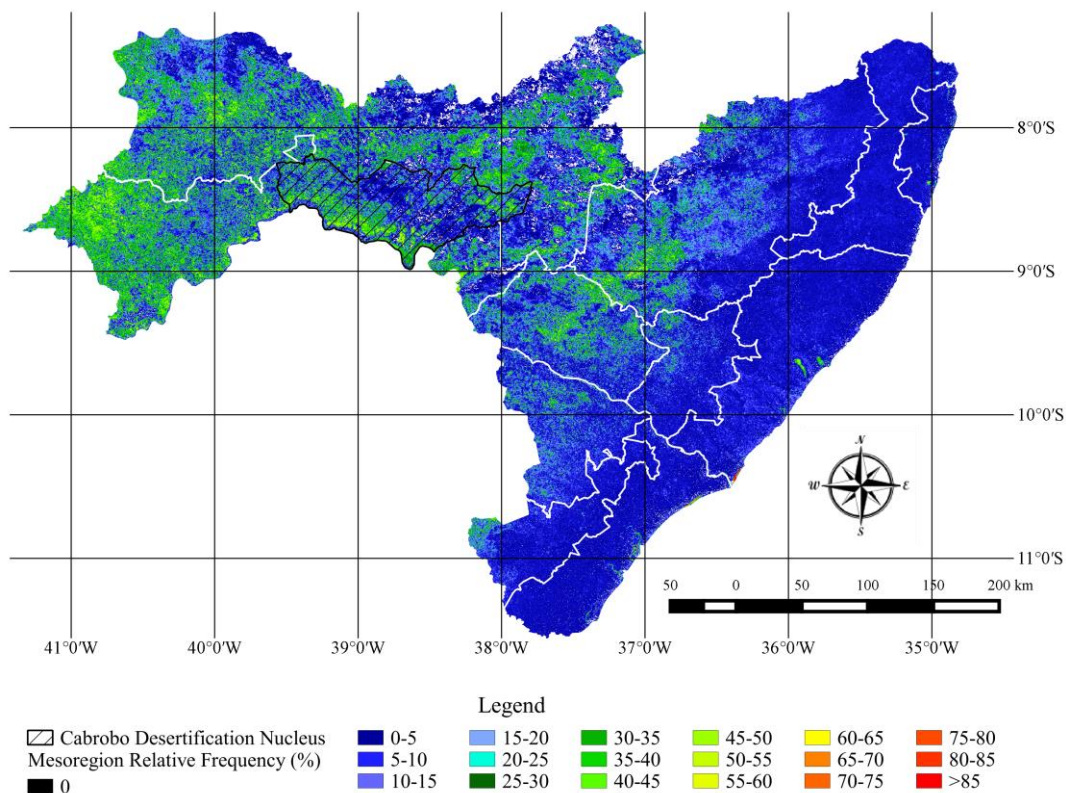 8°0'S
9°0'S
10°0'S
N
W E
S
11°0'S
50 0 50 100 150 200 km
41°0'W 40°0'W 39°0'W 38°0'W 37°0'W 36°0'W 35°0'W
Legend
Cabrobo Desertification Nucleus
Mesoregion Relative Frequency (%)
0
0-5
5-10
10-15
15-20
20-25
25-30
30-35
35-40
40-45
45-50
50-55
55-60
60-65
65-70
70-75
75-80
80-85
>85